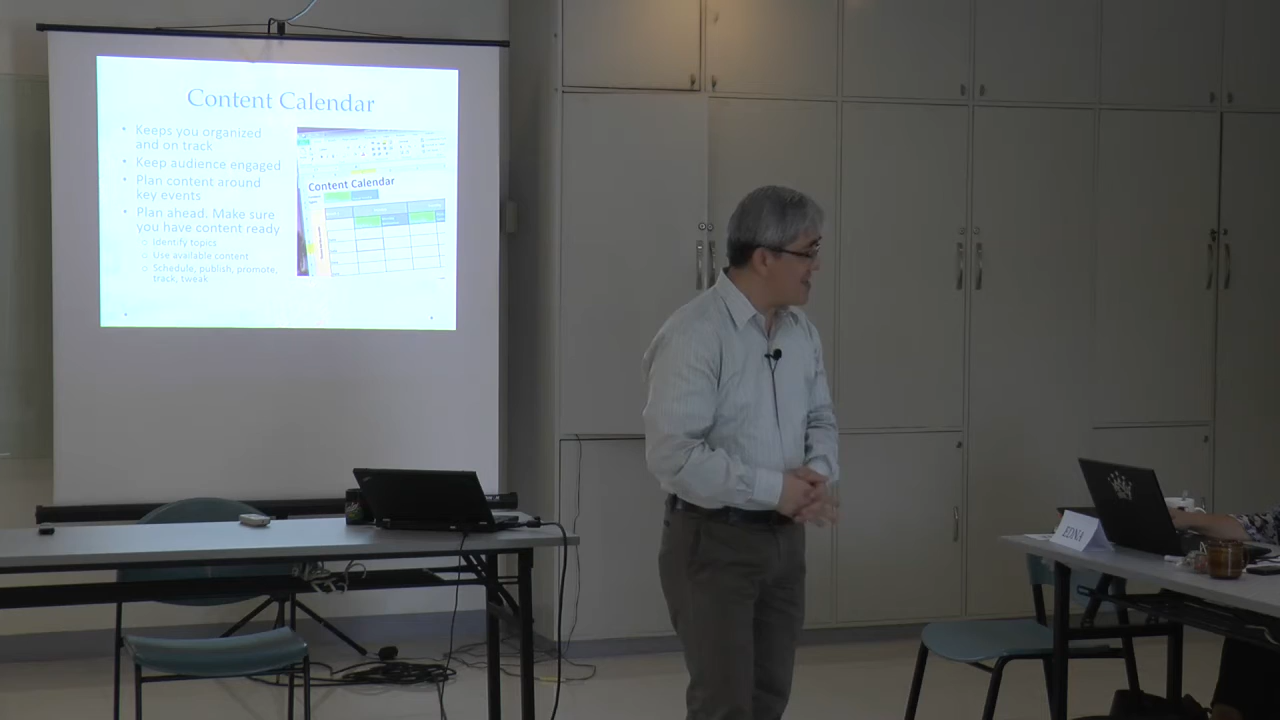 Content Calendar
• Keeps you organized
and on track
• Keep audience engaged
• Plan content around
key events
• Plan ahead. Make sure
you have content ready
○ Identify topics
○ Use available content
○ Schedule, publish, promote,
track, tweak
Content Calendar
EDNA